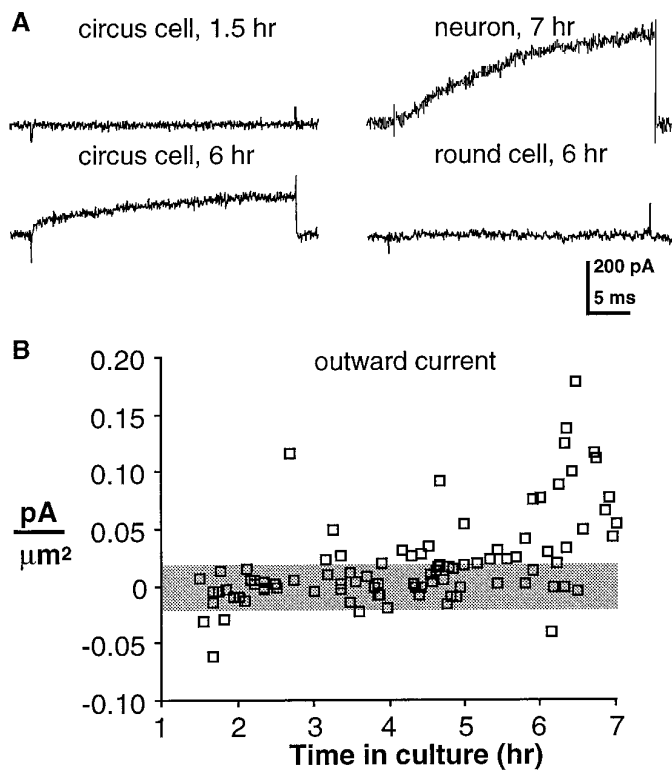 A
circus cell, 1.5 hr
neuron, 7 hr
circus cell, 6 hr
round cell, 6 hr
200 pA
5 ms
B
outward current
0.20
0.15
0.10
0.05
0
-0.05
-0.10
pA
μm²
1 2 3 4 5 6 7
Time in culture (hr)